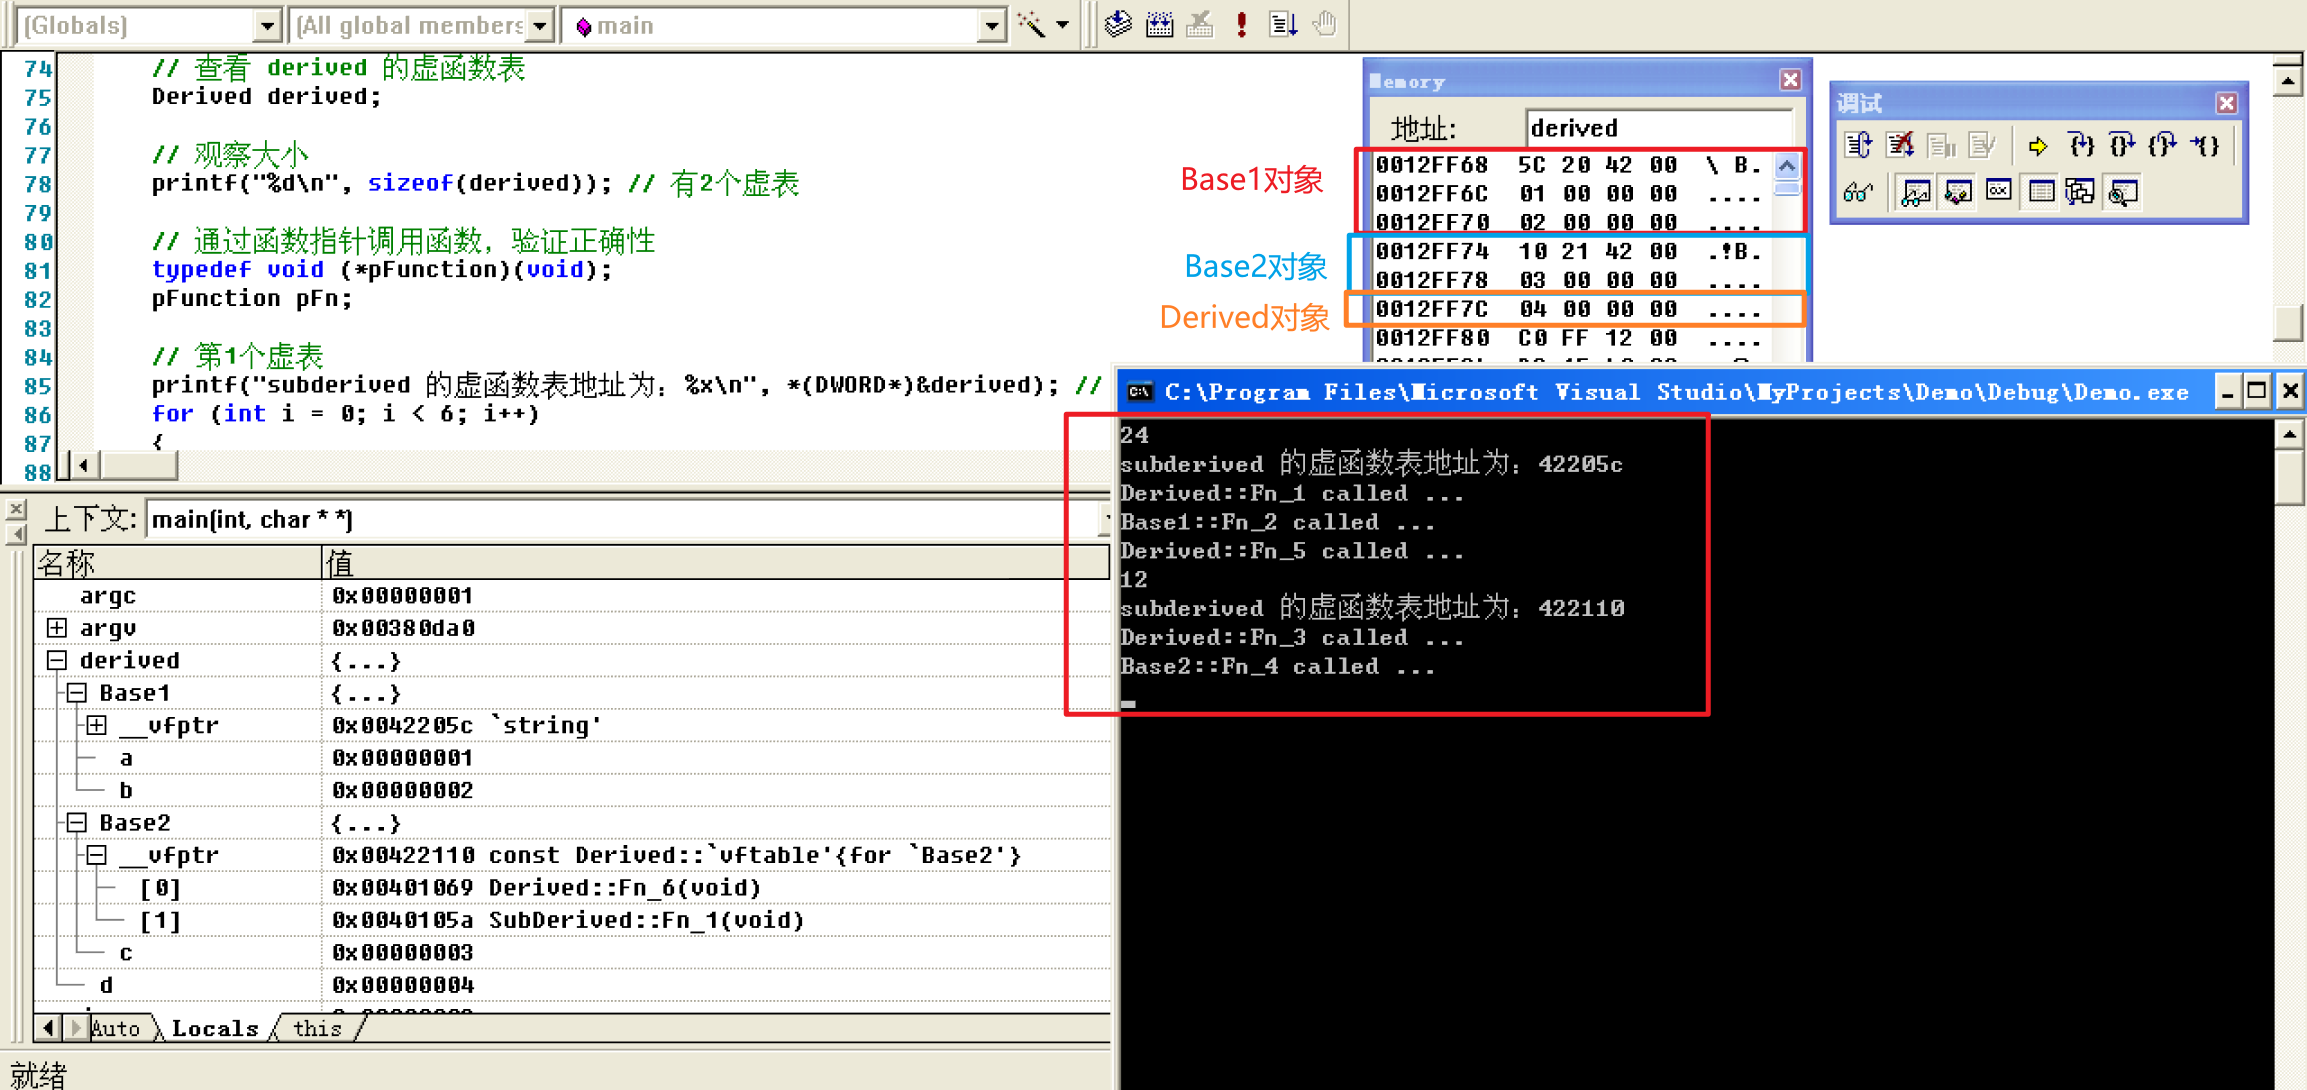 (Globals)
(All global members
main
74 // 查看 derived 的虚函数表
75 Derived derived;
76
77 // 观察大小
78 printf("%d\n", sizeof(derived)); // 有2个虚表
79
80 // 通过函数指针调用函数, 验证正确性
81 typedef void (*pFunction)(void);
82 pFunction pFn;
83
84 // 第1个虚表
85 printf("subderived 的虚函数表地址为: %x\n", *(DWORD*)&derived); //
86 for (int i = 0; i < 6; i++)
87 {
88
Base1对象
Base2对象
Derived对象
Memory
地址: derived
0012FF68 5C 20 42 00 \ B.
0012FF6C 01 00 00 00 ....
0012FF70 02 00 00 00 ....
0012FF74 10 21 42 00 .!B.
0012FF78 03 00 00 00 ....
0012FF7C 04 00 00 00 ....
0012FF80 C0 FF 12 00 ....
调试
C:\Program Files\Microsoft Visual Studio\MyProjects\Demo\Debug\Demo.exe
24
subderived 的虚函数表地址为: 42205c
Derived::Fn_1 called ...
Base1::Fn_2 called ...
Derived::Fn_5 called ...
12
subderived 的虚函数表地址为: 422110
Derived::Fn_3 called ...
Base2::Fn_4 called ...
上下文: main(int, char * *)
名称 值
argc 0x00000001
argv 0x00380da0
derived {...}
Base1 {...}
__vfptr 0x0042205c `string'
a 0x00000001
b 0x00000002
Base2 {...}
__vfptr 0x00422110 const Derived::`vftable'{for `Base2'}
[0] 0x00401069 Derived::Fn_6(void)
[1] 0x0040105a SubDerived::Fn_1(void)
c 0x00000003
d 0x00000004
Auto Locals this
就绪